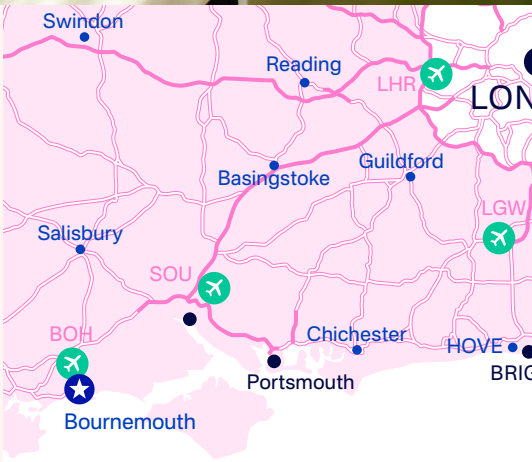 Swindon
Reading
LHR
LON
Guildford
Basingstoke
LGW
Salisbury
SOU
BOH
Chichester
HOVE
BRIG
Portsmouth
Bournemouth